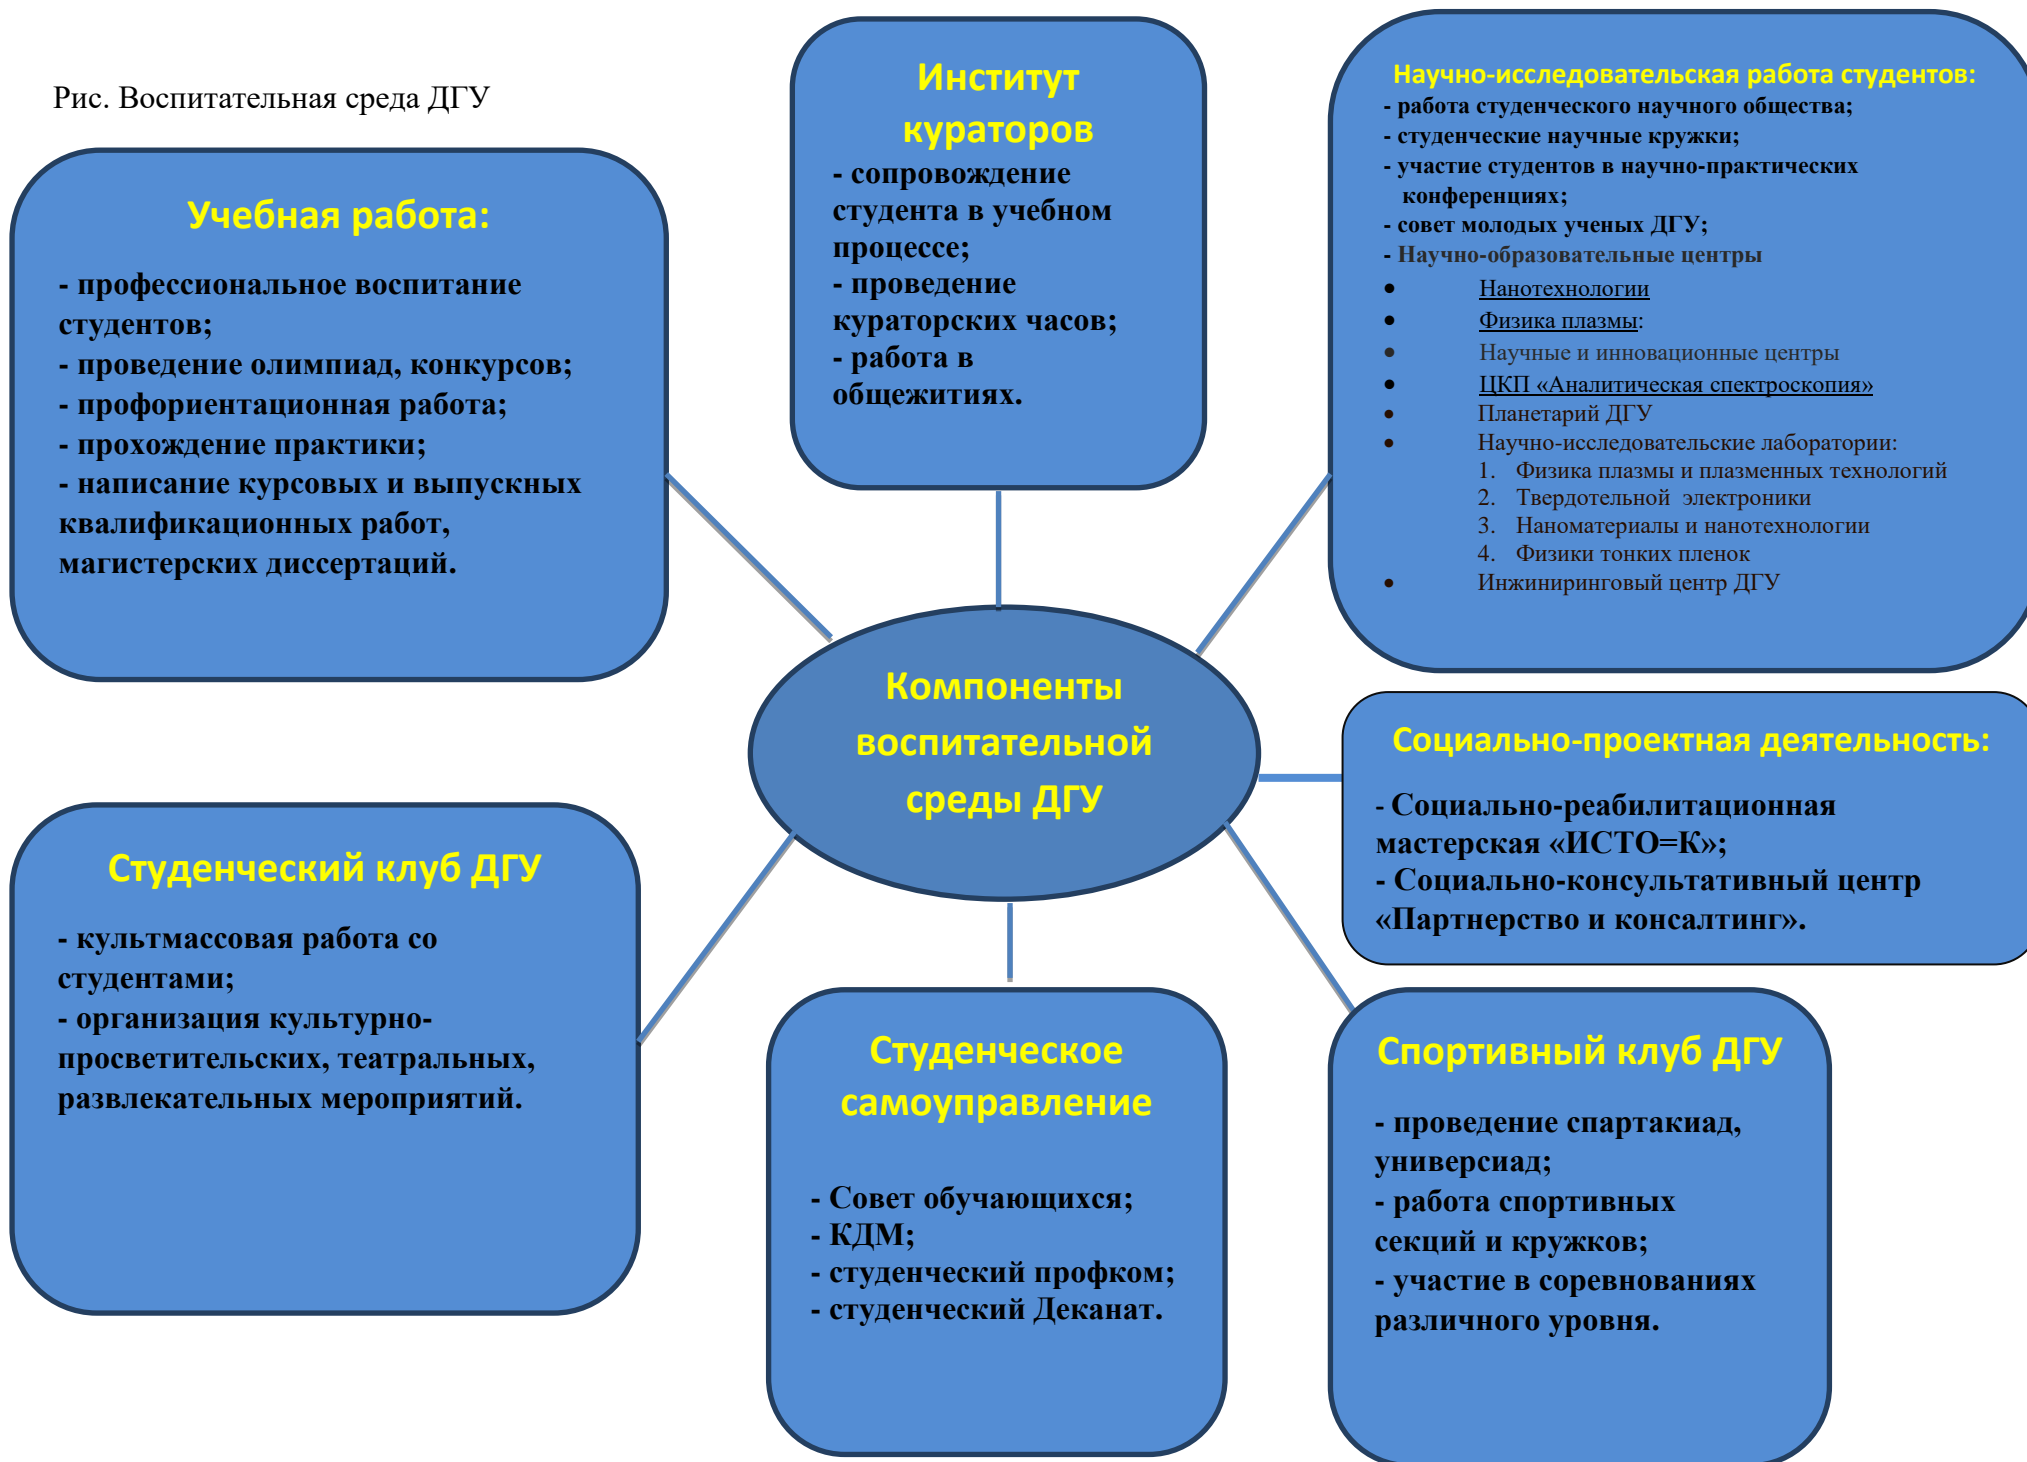 Рис. Воспитательная среда ДГУ
Учебная работа:
- профессиональное воспитание
студентов;
- проведение олимпиад, конкурсов;
- профориентационная работа;
- прохождение практики;
- написание курсовых и выпускных
квалификационных работ,
магистерских диссертаций.
Институт
кураторов
- сопровождение
студента в учебном
процессе;
- проведение
кураторских часов;
- работа в
общежитиях.
Научно-исследовательская работа студентов:
- работа студенческого научного общества;
- студенческие научные кружки;
- участие студентов в научно-практических
конференциях;
- совет молодых ученых ДГУ;
- Научно-образовательные центры
• Нанотехнологии
• Физика плазмы:
• Научные и инновационные центры
• ЦКП «Аналитическая спектроскопия»
• Планетарий ДГУ
• Научно-исследовательские лаборатории:
1. Физика плазмы и плазменных технологий
2. Твердотельной электроники
3. Наноматериалы и нанотехнологии
4. Физики тонких пленок
• Инжиниринговый центр ДГУ
Компоненты
воспитательной
среды ДГУ
Социально-проектная деятельность:
- Социально-реабилитационная
мастерская «ИСТО=К»;
- Социально-консультативный центр
«Партнерство и консалтинг».
Студенческий клуб ДГУ
- культмассовая работа со
студентами;
- организация культурно-
просветительских, театральных,
развлекательных мероприятий.
Студенческое
самоуправление
- Совет обучающихся;
- КДМ;
- студенческий профком;
- студенческий Деканат.
Спортивный клуб ДГУ
- проведение спартакиад,
универсиад;
- работа спортивных
секций и кружков;
- участие в соревнованиях
различного уровня.